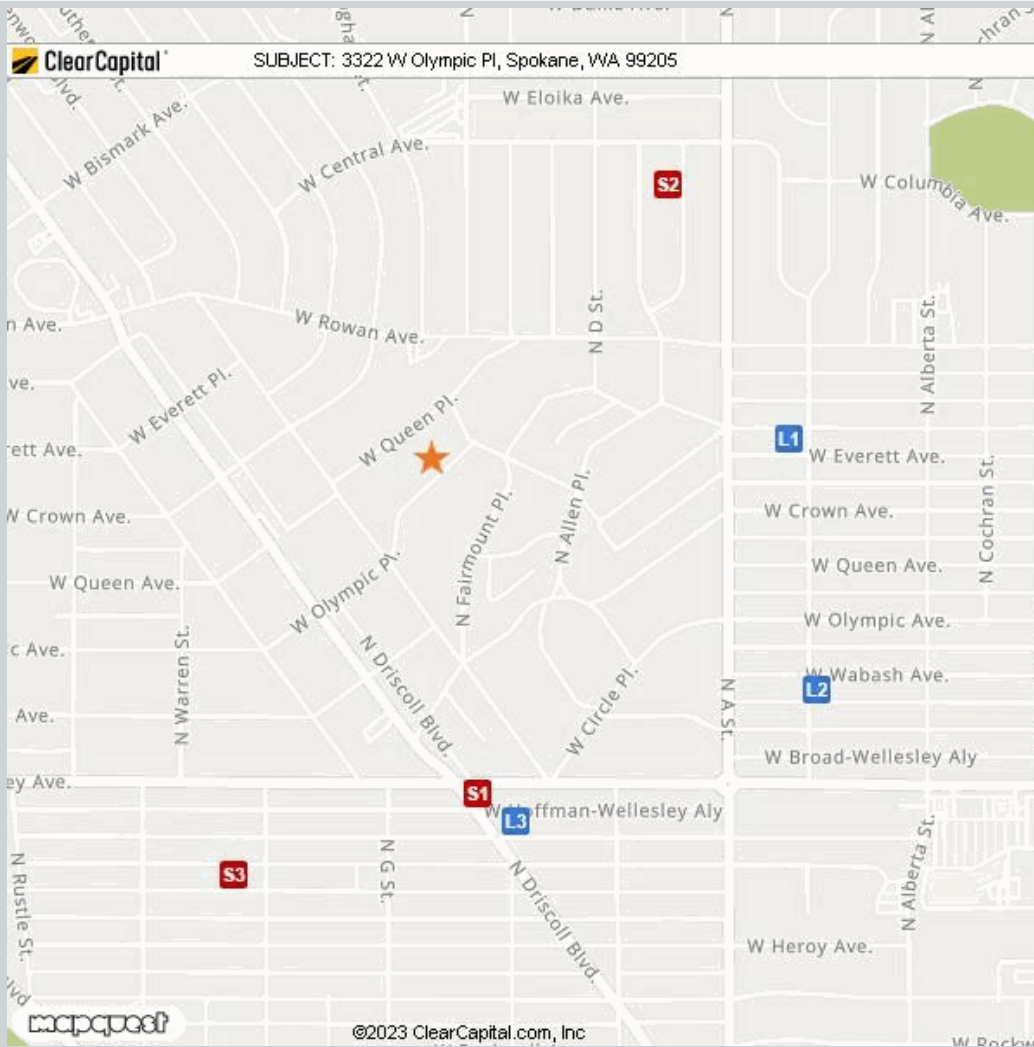 ClearCapital
SUBJECT: 3322 W Olympic Pl, Spokane, WA 99205
W Eloika Ave.
W Bismark Ave.
W Central Ave.
S2
W Columbia Ave.
n Ave.
W Rowan Ave.
N D St.
N Alberta St.
ve.
W Everett Pl.
W Queen Pl.
L1
rett Ave.
W Everett Ave.
W Crown Ave.
N Fairmount Pl.
N Allen Pl.
W Crown Ave.
N Cochran St.
W Queen Ave.
W Queen Ave.
W Olympic Pl.
W Olympic Ave.
c Ave.
N Warren St.
N Driscoll Blvd.
W Circle Pl.
W Wabash Ave.
L2
Ave.
N A St.
W Broad-Wellesley Aly
ey Ave.
S1
W Hoffman-Wellesley Aly
L3
N Rustle St.
S3
N G St.
N Driscoll Blvd.
N Alberta St.
W Heroy Ave.
lvd
mapquest
©2023 ClearCapital.com, Inc